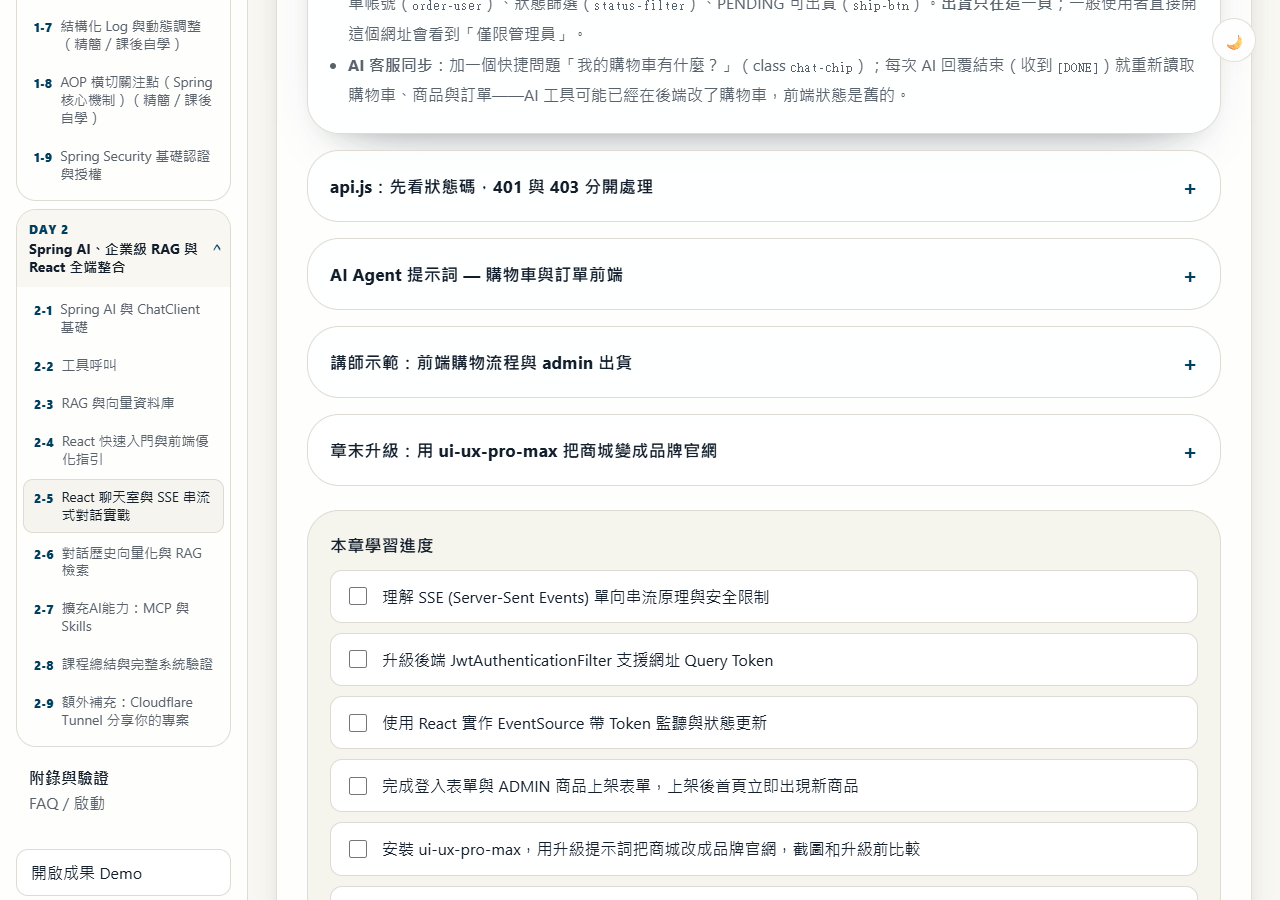 1-7 結構化 Log 與動態調整
（精簡 / 課後自學）
1-8 AOP 橫切關注點（Spring
核心機制）（精簡 / 課後
自學）
1-9 Spring Security 基礎認證
與授權
DAY 2
Spring AI、企業級 RAG 與
React 全端整合
^
2-1 Spring AI 與 ChatClient
基礎
2-2 工具呼叫
2-3 RAG 與向量資料庫
2-4 React 快速入門與前端優
化指引
2-5 React 聊天室與 SSE 串流
式對話實戰
2-6 對話歷史向量化與 RAG
檢索
2-7 擴充AI能力：MCP 與
Skills
2-8 課程總結與完整系統驗證
2-9 額外補充：Cloudflare
Tunnel 分享你的專案
附錄與驗證
FAQ / 啟動
開啟成果 Demo
單帳號（order-user）、狀態篩選（status-filter）、PENDING 可出貨（ship-btn）。出貨只在這一頁；一般使用者直接開
這個網址會看到「僅限管理員」。
• AI 客服同步：加一個快捷問題「我的購物車有什麼？」（class chat-chip）；每次 AI 回覆結束（收到 [DONE]）就重新讀取
購物車、商品與訂單——AI 工具可能已經在後端改了購物車，前端狀態是舊的。
api.js：先看狀態碼，401 與 403 分開處理
+
AI Agent 提示詞 — 購物車與訂單前端
+
講師示範：前端購物流程與 admin 出貨
+
章末升級：用 ui-ux-pro-max 把商城變成品牌官網
+
本章學習進度
理解 SSE (Server-Sent Events) 單向串流原理與安全限制
升級後端 JwtAuthenticationFilter 支援網址 Query Token
使用 React 實作 EventSource 帶 Token 監聽與狀態更新
完成登入表單與 ADMIN 商品上架表單，上架後首頁立即出現新商品
安裝 ui-ux-pro-max，用升級提示詞把商城改成品牌官網，截圖和升級前比較